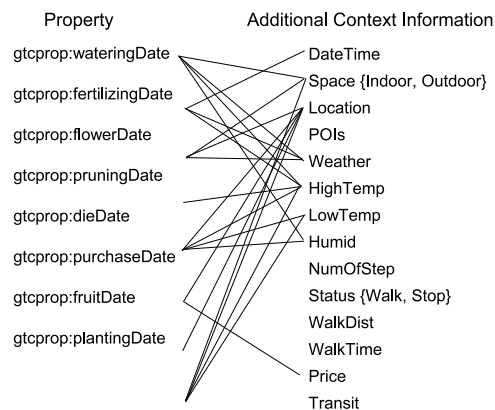 Property
Additional Context Information
gtcprop:wateringDate
gtcprop:fertilizingDate
gtcprop:flowerDate
gtcprop:pruningDate
gtcprop:dieDate
gtcprop:purchaseDate
gtcprop:fruitDate
gtcprop:plantingDate
DateTime
Space {Indoor, Outdoor}
Location
POIs
Weather
HighTemp
LowTemp
Humid
NumOfStep
Status {Walk, Stop}
WalkDist
WalkTime
Price
Transit